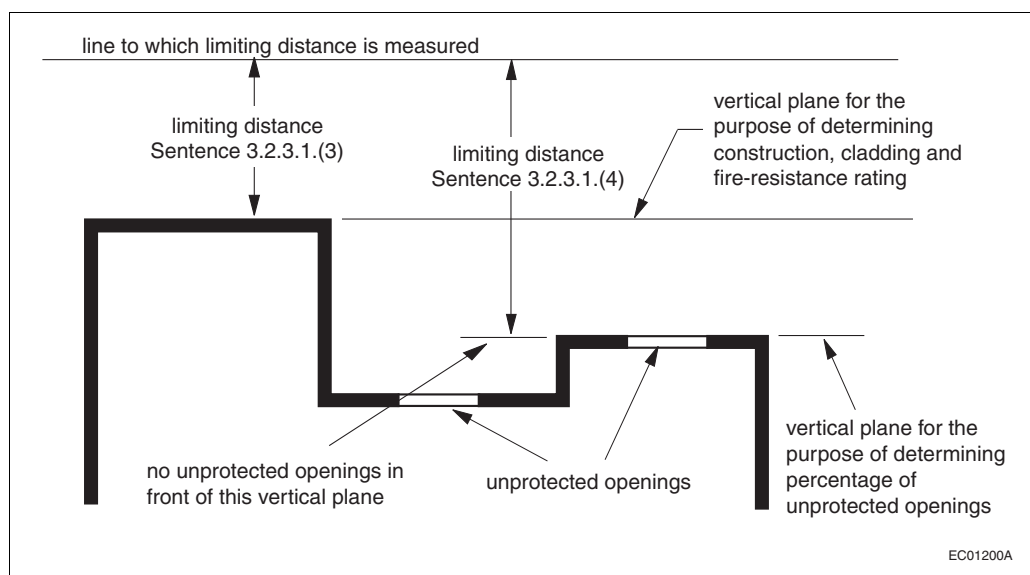 line to which limiting distance is measured
limiting distance
Sentence 3.2.3.1.(3)
limiting distance
Sentence 3.2.3.1.(4)
vertical plane for the
purpose of determining
construction, cladding and
fire-resistance rating
no unprotected openings in
front of this vertical plane
unprotected openings
vertical plane for the
purpose of determining
percentage of
unprotected openings
EC01200A